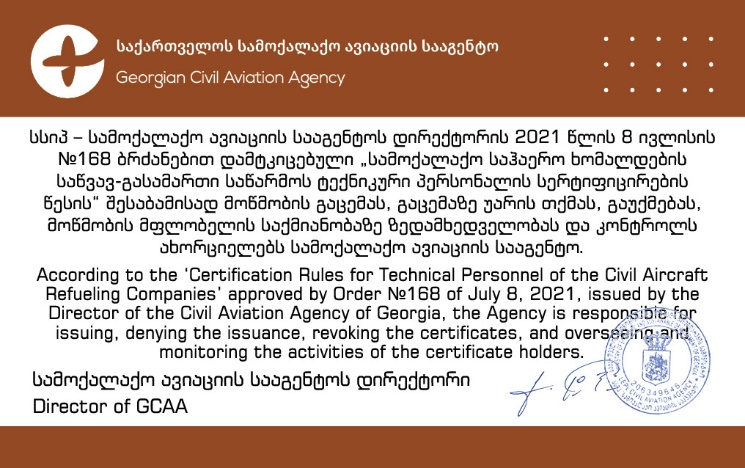 საქართველოს სამოქალაქო ავიაციის სააგენტო
Georgian Civil Aviation Agency
სსიპ – სამოქალაქო ავიაციის სააგენტოს დირექტორის 2021 წლის 8 ივლისის
№168 ბრძანებით დამტკიცებული „სამოქალაქო საჰაერო ხომალდების
საწვავ-გასამართი საწარმოს ტექნიკური პერსონალის სერტიფიცირების
წესის“ შესაბამისად მოწმობის გაცემას, გაცემაზე უარის თქმას, გაუქმებას,
მოწმობის მფლობელის საქმიანობაზე ზედამხედველობას და კონტროლს
ახორციელებს სამოქალაქო ავიაციის სააგენტო.
According to the ‘Certification Rules for Technical Personnel of the Civil Aircraft
Refueling Companies’ approved by Order №168 of July 8, 2021, issued by the
Director of the Civil Aviation Agency of Georgia, the Agency is responsible for
issuing, denying the issuance, revoking the certificates, and overseeing and
monitoring the activities of the certificate holders.
სამოქალაქო ავიაციის სააგენტოს დირექტორი
Director of GCAA
206349645
CIVIL AVIATION AGENCY